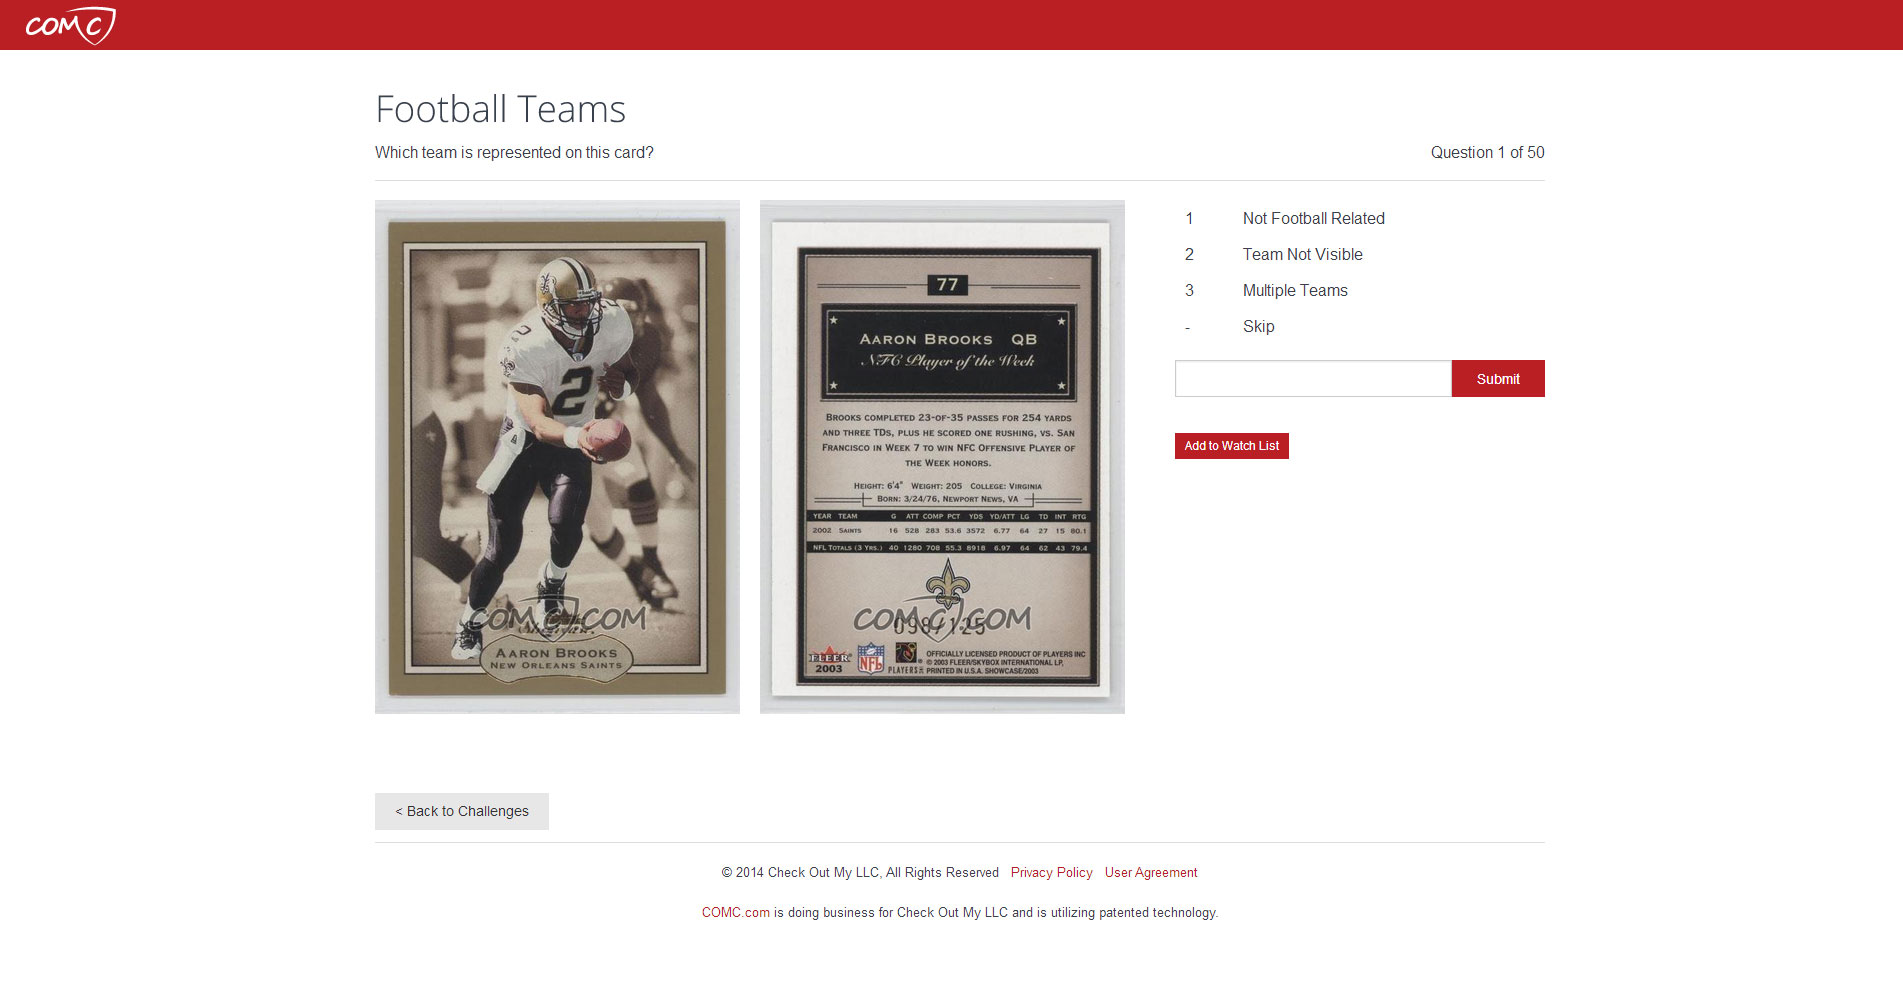 COMC
Football Teams
Which team is represented on this card?
Question 1 of 50
2
2
COMC.COM
AARON BROOKS
NEW ORLEANS SAINTS
77
AARON BROOKS QB
NFC Player of the Week
BROOKS COMPLETED 23-OF-35 PASSES FOR 254 YARDS
AND THREE TDS, PLUS HE SCORED ONE RUSHING, VS. SAN
FRANCISCO IN WEEK 7 TO WIN NFC OFFENSIVE PLAYER OF
THE WEEK HONORS.
HEIGHT: 6'4" WEIGHT: 205 COLLEGE: VIRGINIA
BORN: 3/24/76, NEWPORT NEWS, VA
YEAR TEAM G ATT COMP PCT YDS YD/ATT LG TD INT RTG
2002 SAINTS 16 528 283 53.6 3572 6.77 64 27 15 80.1
NFL TOTALS (3 YRS.) 40 1280 708 55.3 8918 6.97 64 62 43 79.4
COMC.COM
098/125
FLEER
2003
NFL
PLAYERS INC
OFFICIALLY LICENSED PRODUCT OF PLAYERS INC
© 2003 FLEER/SKYBOX INTERNATIONAL LP.
PRINTED IN U.S.A. SHOWCASE/2003
1 Not Football Related
2 Team Not Visible
3 Multiple Teams
- Skip
Submit
Add to Watch List
< Back to Challenges
© 2014 Check Out My LLC, All Rights Reserved Privacy Policy User Agreement
COMC.com is doing business for Check Out My LLC and is utilizing patented technology.